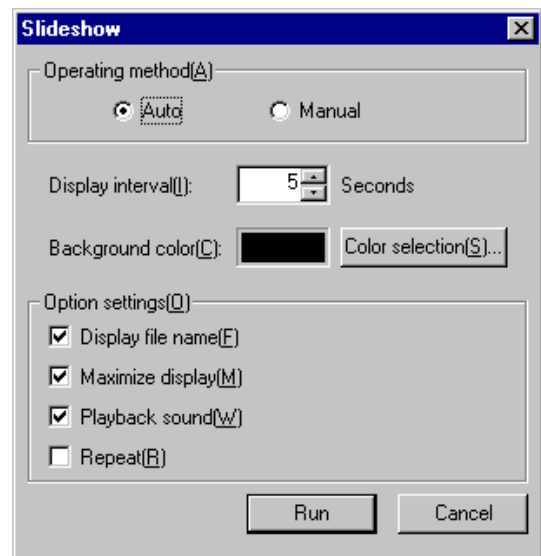 Slideshow
Operating method(A)
Auto Manual
Display interval(I): 5 Seconds
Background color(C): Color selection(S)...
Option settings(O)
Display file name(F)
Maximize display(M)
Playback sound(W)
Repeat(R)
Run Cancel